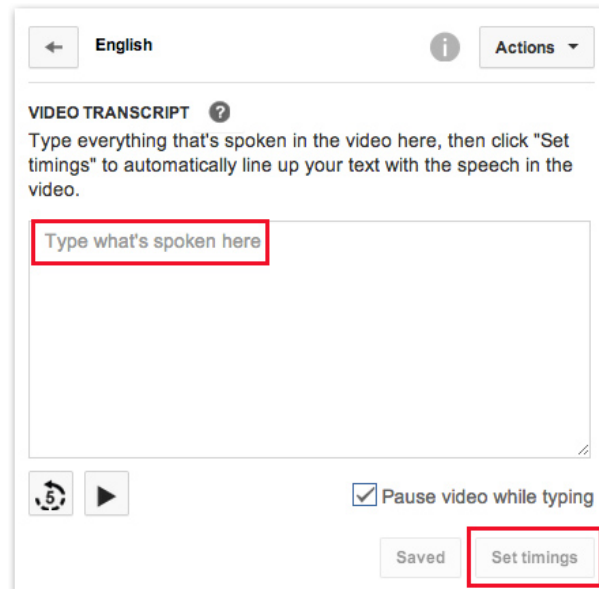 English
Actions
VIDEO TRANSCRIPT ?
Type everything that's spoken in the video here, then click "Set
timings" to automatically line up your text with the speech in the
video.
Type what's spoken here
5
Pause video while typing
Saved
Set timings